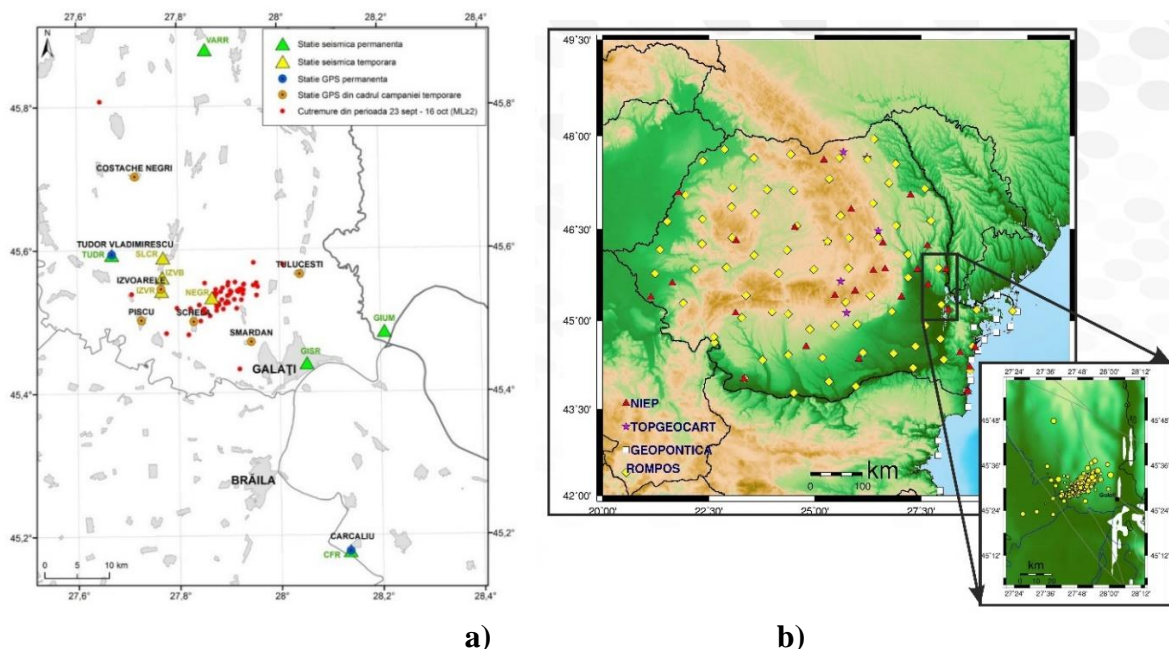 27,6°
27,8°
28°
28,2°
28,4°
N
VARR
Statie seismica permanenta
Statie seismica temporara
Statie GPS permanenta
Statie GPS din cadrul campaniei temporare
Cutremure din perioada 23 sept - 16 oct (ML≥2)
45,8°
45,8°
COSTACHE NEGRI
45,6°
45,6°
TUDOR VLADIMIRESCU
TUDR
SLCR
IZVOARELE
IZVB
IZVR
NEGR
TULUCESTI
PISCU
SCHELA
SMARDAN
GIUM
GISR
GALAŢI
45,4°
45,4°
BRĂILA
45,2°
45,2°
CARCALIU
CFR
0 5 10 km
27,6°
27,8°
28°
28,2°
28,4°
a)
49°30'
48°00'
46°30'
45°00'
43°30'
42°00'
20°00'
22°30'
25°00'
27°30'
NIEP
TOPGEOCART
GEOPONTICA
ROMPOS
km
0 100
45°48'
45°36'
45°24'
45°12'
km
27°24' 27°36' 27°48' 28°00' 28°12'
b)